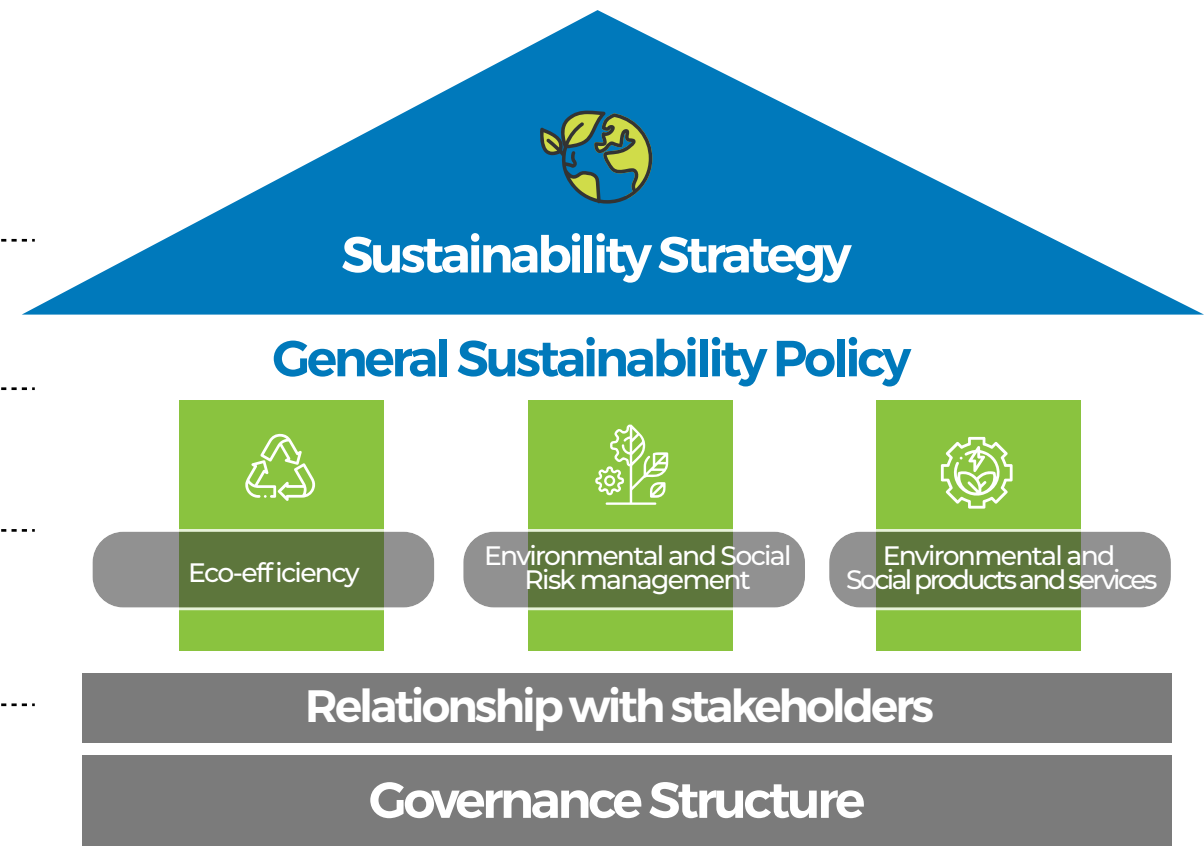 Sustainability Strategy
General Sustainability Policy
Eco-efficiency
Environmental and Social
Risk management
Environmental and
Social products and services
Relationship with stakeholders
Governance Structure